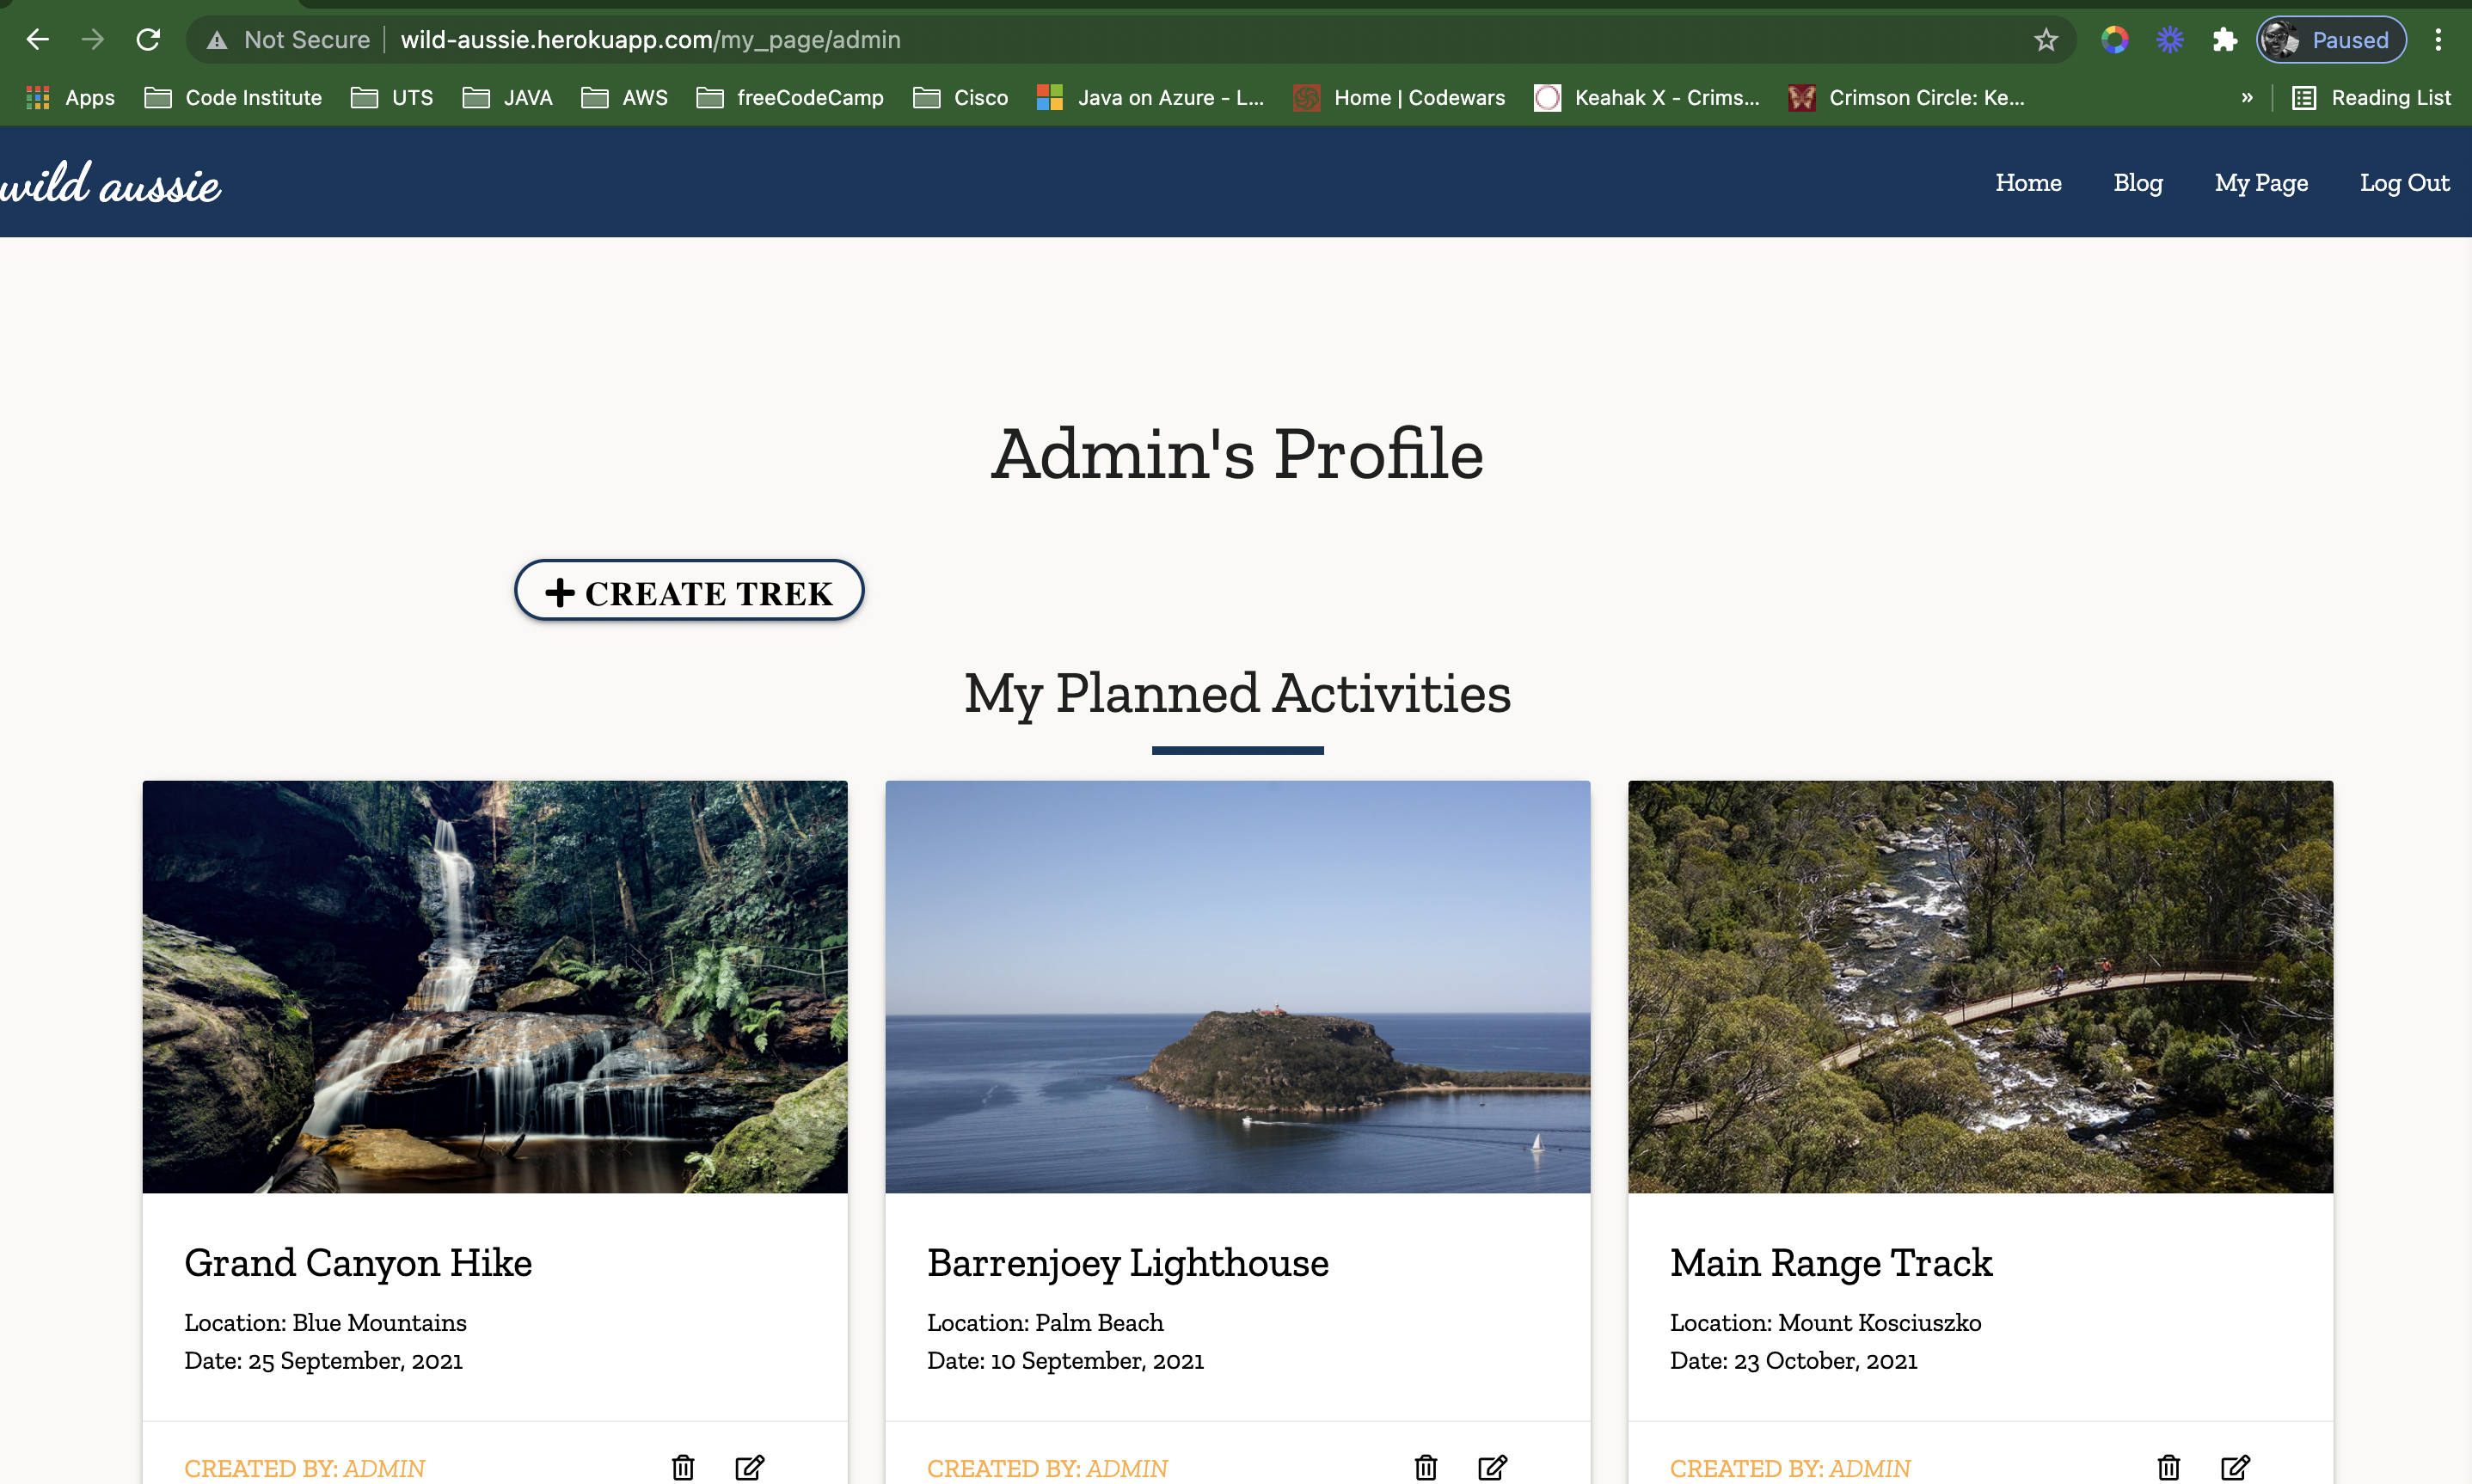 Not Secure | wild-aussie.herokuapp.com/my_page/admin Paused
Apps Code Institute UTS JAVA AWS freeCodeCamp Cisco Java on Azure - L... Home | Codewars Keahak X - Crims... Crimson Circle: Ke... » Reading List
wild aussie Home Blog My Page Log Out
Admin's Profile
CREATE TREK
My Planned Activities
Grand Canyon Hike
Location: Blue Mountains
Date: 25 September, 2021
CREATED BY: ADMIN
Barrenjoey Lighthouse
Location: Palm Beach
Date: 10 September, 2021
CREATED BY: ADMIN
Main Range Track
Location: Mount Kosciuszko
Date: 23 October, 2021
CREATED BY: ADMIN